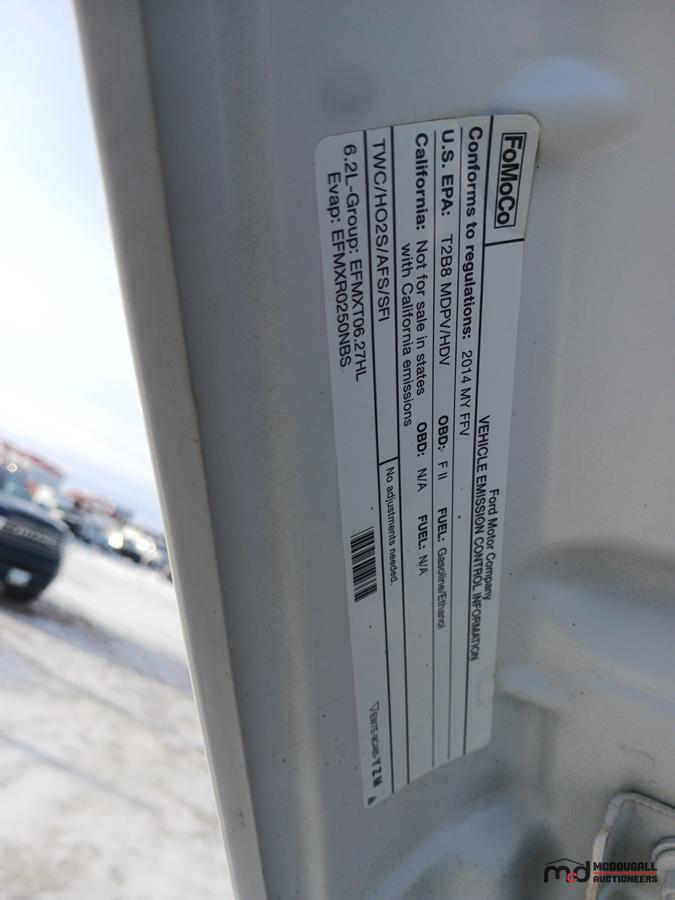 FoMoCo
Ford Motor Company
VEHICLE EMISSION CONTROL INFORMATION
Conforms to regulations: 2014 MY FFV
U.S. EPA: T2B8 MDPV/HDV OBD: F II FUEL: Gasoline/Ethanol
California: Not for sale in states with California emissions OBD: N/A FUEL: N/A
TWC/HO2S/AFS/SFI
No adjustments needed.
6.2L-Group: EFMXT06.27HL
Evap: EFMXR0250NBS
YZM
md
MCDOUGALL
AUCTIONEERS